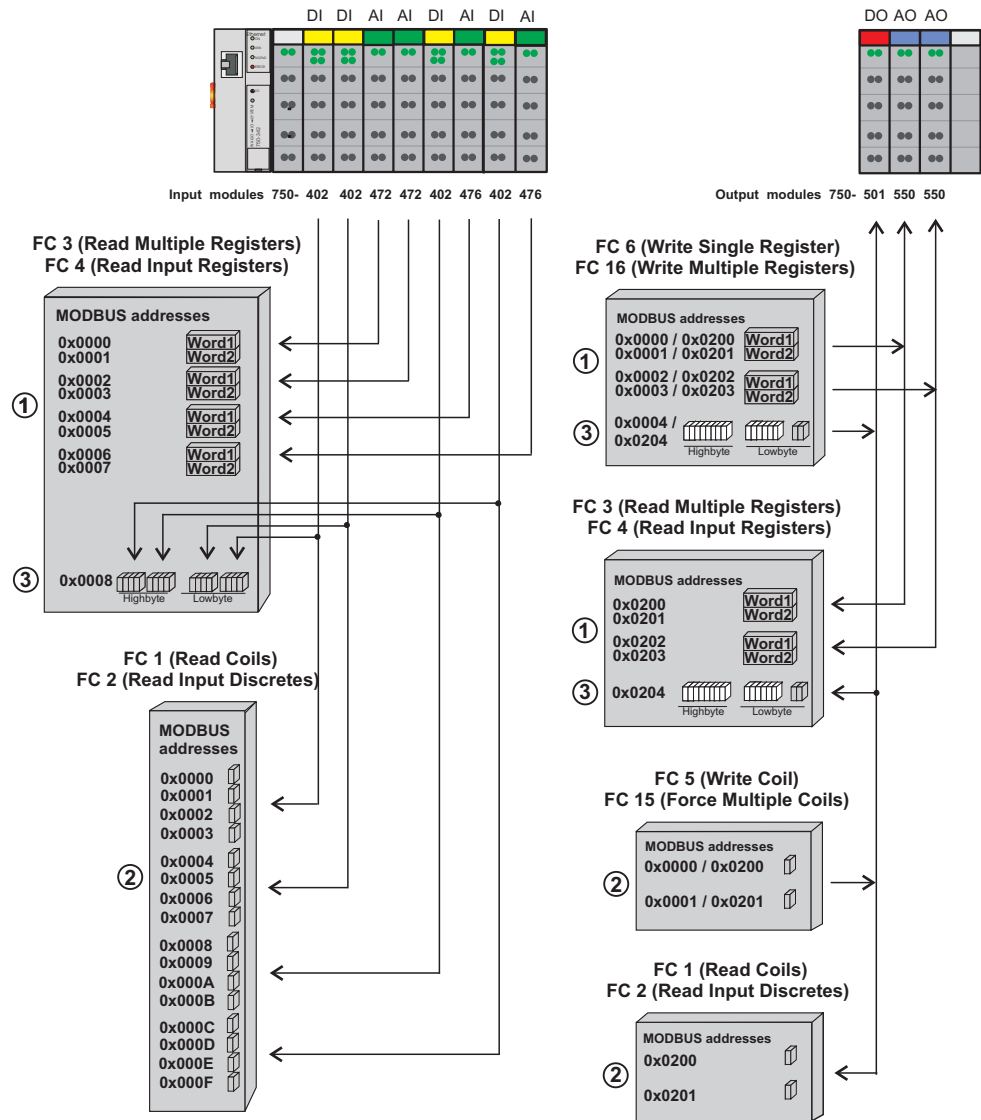 DI DI AI AI DI AI DI AI
DO AO AO
Ethernet
ON
ERROR
750-342
Input modules 750- 402 402 472 472 402 476 402 476
Output modules 750- 501 550 550
FC 3 (Read Multiple Registers)
FC 4 (Read Input Registers)
MODBUS addresses
0x0000 Word1
0x0001 Word2
0x0002 Word1
0x0003 Word2
1
0x0004 Word1
0x0005 Word2
0x0006 Word1
0x0007 Word2
3 0x0008
Highbyte Lowbyte
FC 1 (Read Coils)
FC 2 (Read Input Discretes)
MODBUS
addresses
0x0000
0x0001
0x0002
0x0003
0x0004
2 0x0005
0x0006
0x0007
0x0008
0x0009
0x000A
0x000B
0x000C
0x000D
0x000E
0x000F
FC 6 (Write Single Register)
FC 16 (Write Multiple Registers)
MODBUS addresses
0x0000 / 0x0200 Word1
1 0x0001 / 0x0201 Word2
0x0002 / 0x0202 Word1
0x0003 / 0x0203 Word2
3 0x0004 /
0x0204
Highbyte Lowbyte
FC 3 (Read Multiple Registers)
FC 4 (Read Input Registers)
MODBUS addresses
0x0200 Word1
0x0201 Word2
1
0x0202 Word1
0x0203 Word2
3 0x0204
Highbyte Lowbyte
FC 5 (Write Coil)
FC 15 (Force Multiple Coils)
MODBUS addresses
0x0000 / 0x0200
2
0x0001 / 0x0201
FC 1 (Read Coils)
FC 2 (Read Input Discretes)
MODBUS addresses
0x0200
2
0x0201